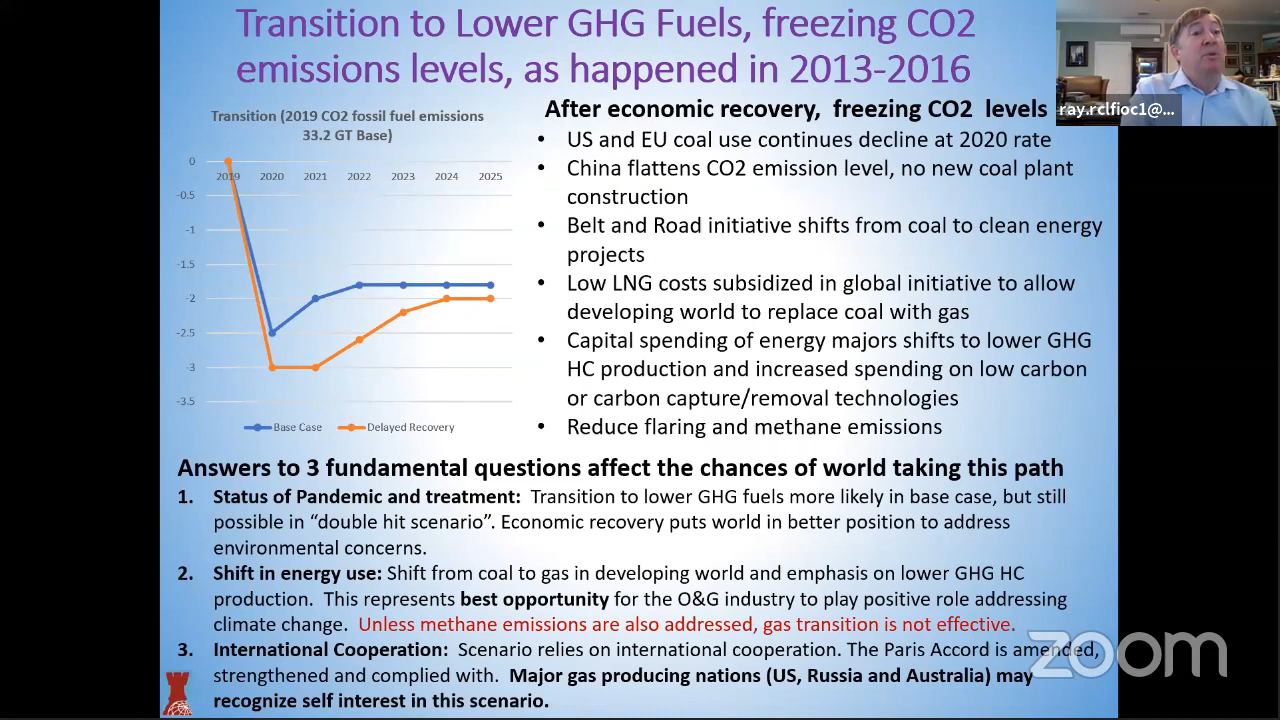 Transition to Lower GHG Fuels, freezing CO2
emissions levels, as happened in 2013-2016
ray.rclfioc1@...
Transition (2019 CO2 fossil fuel emissions
33.2 GT Base)
0
2019 2020 2021 2022 2023 2024 2025
-0.5
-1
-1.5
-2
-2.5
-3
-3.5
Base Case Delayed Recovery
After economic recovery, freezing CO2 levels
• US and EU coal use continues decline at 2020 rate
• China flattens CO2 emission level, no new coal plant
construction
• Belt and Road initiative shifts from coal to clean energy
projects
• Low LNG costs subsidized in global initiative to allow
developing world to replace coal with gas
• Capital spending of energy majors shifts to lower GHG
HC production and increased spending on low carbon
or carbon capture/removal technologies
• Reduce flaring and methane emissions
Answers to 3 fundamental questions affect the chances of world taking this path
1. Status of Pandemic and treatment: Transition to lower GHG fuels more likely in base case, but still
possible in “double hit scenario”. Economic recovery puts world in better position to address
environmental concerns.
2. Shift in energy use: Shift from coal to gas in developing world and emphasis on lower GHG HC
production. This represents best opportunity for the O&G industry to play positive role addressing
climate change. Unless methane emissions are also addressed, gas transition is not effective.
3. International Cooperation: Scenario relies on international cooperation. The Paris Accord is amended,
strengthened and complied with. Major gas producing nations (US, Russia and Australia) may
recognize self interest in this scenario.
zoom